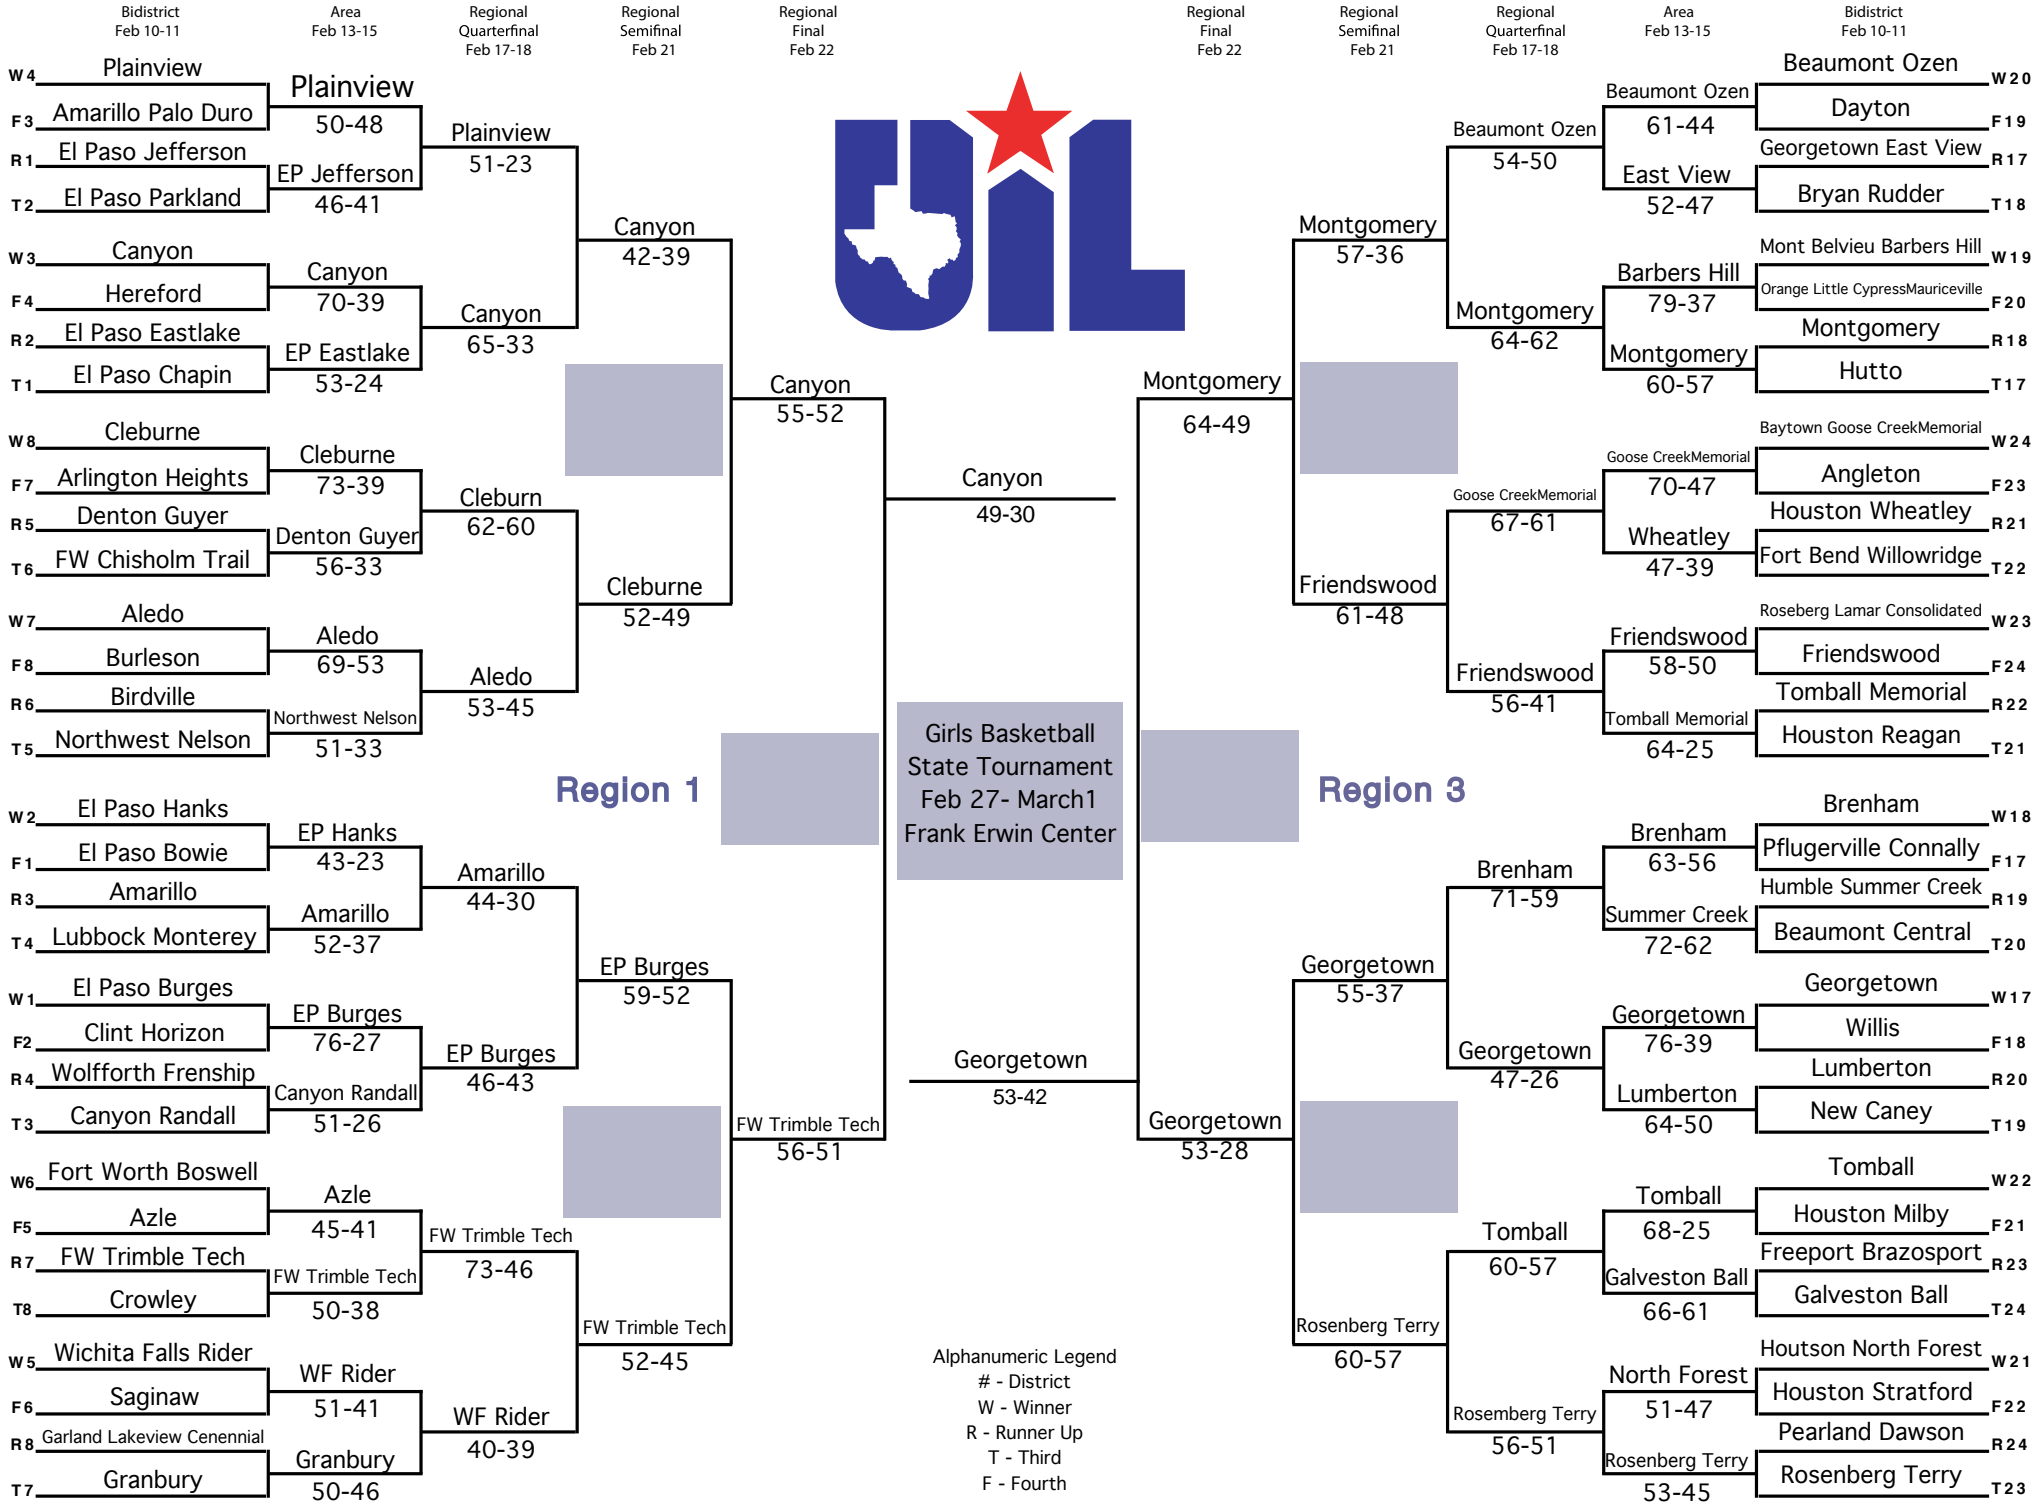 Bidistrict
Feb 10-11
Area
Feb 13-15
Regional
Quarterfinal
Feb 17-18
Regional
Semifinal
Feb 21
Regional
Final
Feb 22
Regional
Final
Feb 22
Regional
Semifinal
Feb 21
Regional
Quarterfinal
Feb 17-18
Area
Feb 13-15
Bidistrict
Feb 10-11
W4 Plainview
F3 Amarillo Palo Duro
R1 El Paso Jefferson
T2 El Paso Parkland
W3 Canyon
F4 Hereford
R2 El Paso Eastlake
T1 El Paso Chapin
W8 Cleburne
F7 Arlington Heights
R5 Denton Guyer
T6 FW Chisholm Trail
W7 Aledo
F8 Burleson
R6 Birdville
T5 Northwest Nelson
W2 El Paso Hanks
F1 El Paso Bowie
R3 Amarillo
T4 Lubbock Monterey
W1 El Paso Burges
F2 Clint Horizon
R4 Wolfforth Frenship
T3 Canyon Randall
W6 Fort Worth Boswell
F5 Azle
R7 FW Trimble Tech
T8 Crowley
W5 Wichita Falls Rider
F6 Saginaw
R8 Garland Lakeview Cenennial
T7 Granbury
Plainview
50-48
EP Jefferson
46-41
Canyon
70-39
EP Eastlake
53-24
Cleburne
73-39
Denton Guyer
56-33
Aledo
69-53
Northwest Nelson
51-33
EP Hanks
43-23
Amarillo
52-37
EP Burges
76-27
Canyon Randall
51-26
Azle
45-41
FW Trimble Tech
50-38
WF Rider
51-41
Granbury
50-46
Plainview
51-23
Canyon
65-33
Cleburn
62-60
Aledo
53-45
Amarillo
44-30
EP Burges
46-43
FW Trimble Tech
73-46
WF Rider
40-39
Canyon
42-39
Cleburne
52-49
EP Burges
59-52
FW Trimble Tech
52-45
Region 1
Canyon
55-52
FW Trimble Tech
56-51
UIL
Canyon
49-30
Girls Basketball
State Tournament
Feb 27- March1
Frank Erwin Center
Georgetown
53-42
Alphanumeric Legend
# - District
W - Winner
R - Runner Up
T - Third
F - Fourth
Montgomery
64-49
Georgetown
53-28
Region 3
Montgomery
57-36
Friendswood
61-48
Georgetown
55-37
Rosenberg Terry
60-57
Beaumont Ozen
54-50
Montgomery
64-62
Goose CreekMemorial
67-61
Friendswood
56-41
Brenham
71-59
Georgetown
47-26
Tomball
60-57
Rosemberg Terry
56-51
Beaumont Ozen
61-44
East View
52-47
Barbers Hill
79-37
Montgomery
60-57
Goose CreekMemorial
70-47
Wheatley
47-39
Friendswood
58-50
Tomball Memorial
64-25
Brenham
63-56
Summer Creek
72-62
Georgetown
76-39
Lumberton
64-50
Tomball
68-25
Galveston Ball
66-61
North Forest
51-47
Rosenberg Terry
53-45
Beaumont Ozen W20
Dayton F19
Georgetown East View R17
Bryan Rudder T18
Mont Belvieu Barbers Hill W19
Orange Little CypressMauriceville F20
Montgomery R18
Hutto T17
Baytown Goose CreekMemorial W24
Angleton F23
Houston Wheatley R21
Fort Bend Willowridge T22
Roseberg Lamar Consolidated W23
Friendswood F24
Tomball Memorial R22
Houston Reagan T21
Brenham W18
Pflugerville Connally F17
Humble Summer Creek R19
Beaumont Central T20
Georgetown W17
Willis F18
Lumberton R20
New Caney T19
Tomball W22
Houston Milby F21
Freeport Brazosport R23
Galveston Ball T24
Houtson North Forest W21
Houston Stratford F22
Pearland Dawson R24
Rosenberg Terry T23